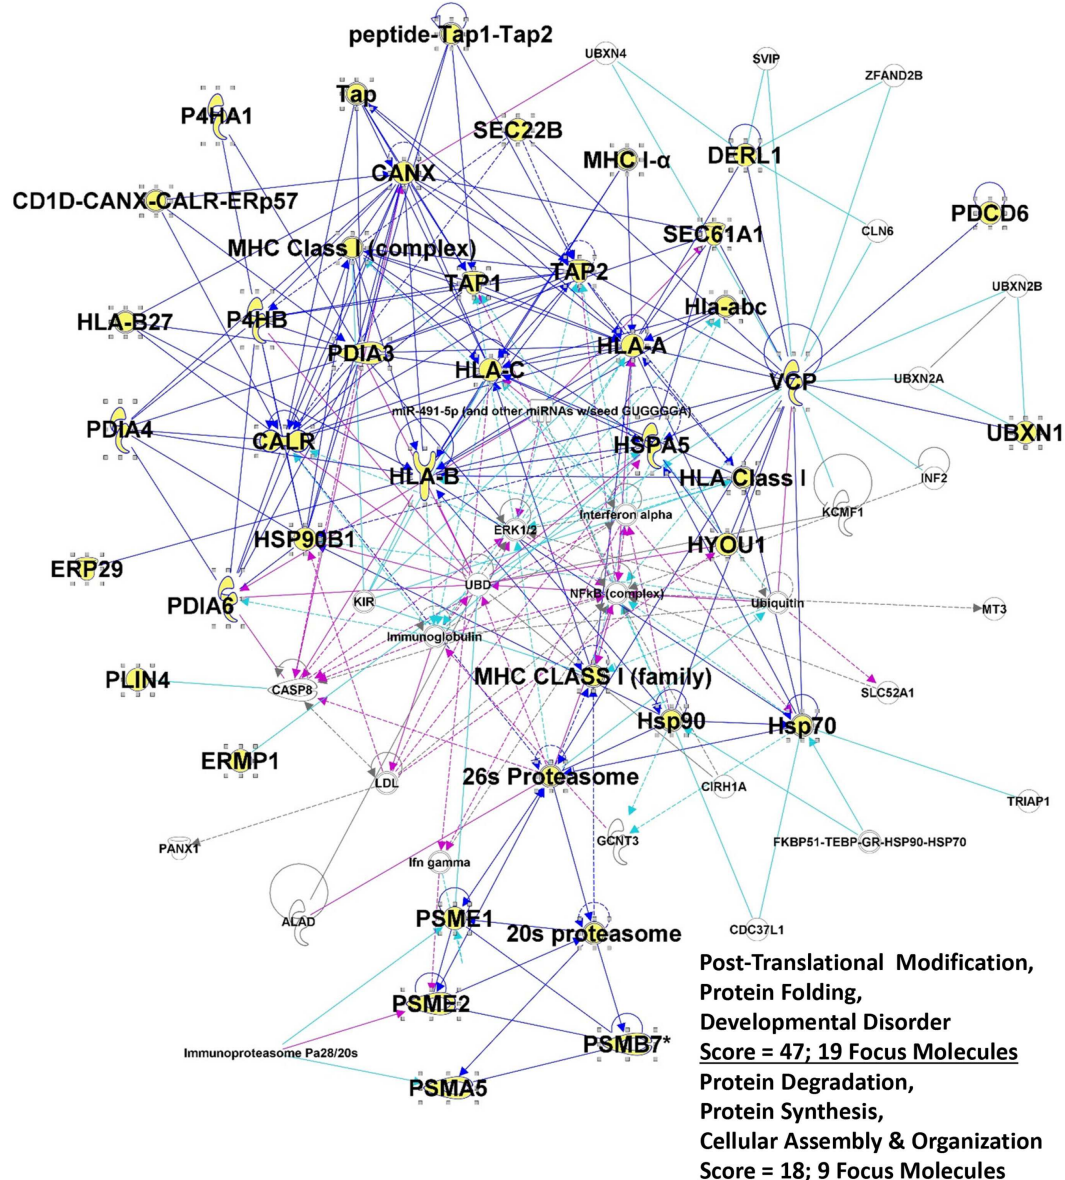 peptide-Tap1-Tap2
UBXN4
SVIP
ZFAND2B
Tap
P4HA1
SEC22B
MHC I-α
DERL1
CANX
CD1D-CANX-CALR-ERp57
PDCD6
SEC61A1
CLN6
MHC Class I (complex)
TAP2
TAP1
UBXN2B
Hla-abc
HLA-B27
P4HB
PDIA3
HLA-A
HLA-C
VCP
UBXN2A
miR-491-5p (and other miRNAs w/seed GUGGGGA)
PDIA4
CALR
HSPA5
UBXN1
HLA-B
HLA Class I
INF2
KCMF1
Interferon alpha
ERK1/2
HSP90B1
HYOU1
ERP29
UBD
NFkB (complex)
PDIA6
KIR
Ubiquitin
MT3
Immunoglobulin
PLIN4
MHC CLASS I (family)
CASP8
SLC52A1
Hsp90
Hsp70
ERMP1
26s Proteasome
LDL
CIRH1A
TRIAP1
PANX1
GCNT3
FKBP51-TEBP-GR-HSP90-HSP70
Ifn gamma
ALAD
PSME1
20s proteasome
CDC37L1
PSME2
PSMB7*
Immunoproteasome Pa28/20s
PSMA5
Post-Translational Modification,
Protein Folding,
Developmental Disorder
Score = 47; 19 Focus Molecules
Protein Degradation,
Protein Synthesis,
Cellular Assembly & Organization
Score = 18; 9 Focus Molecules